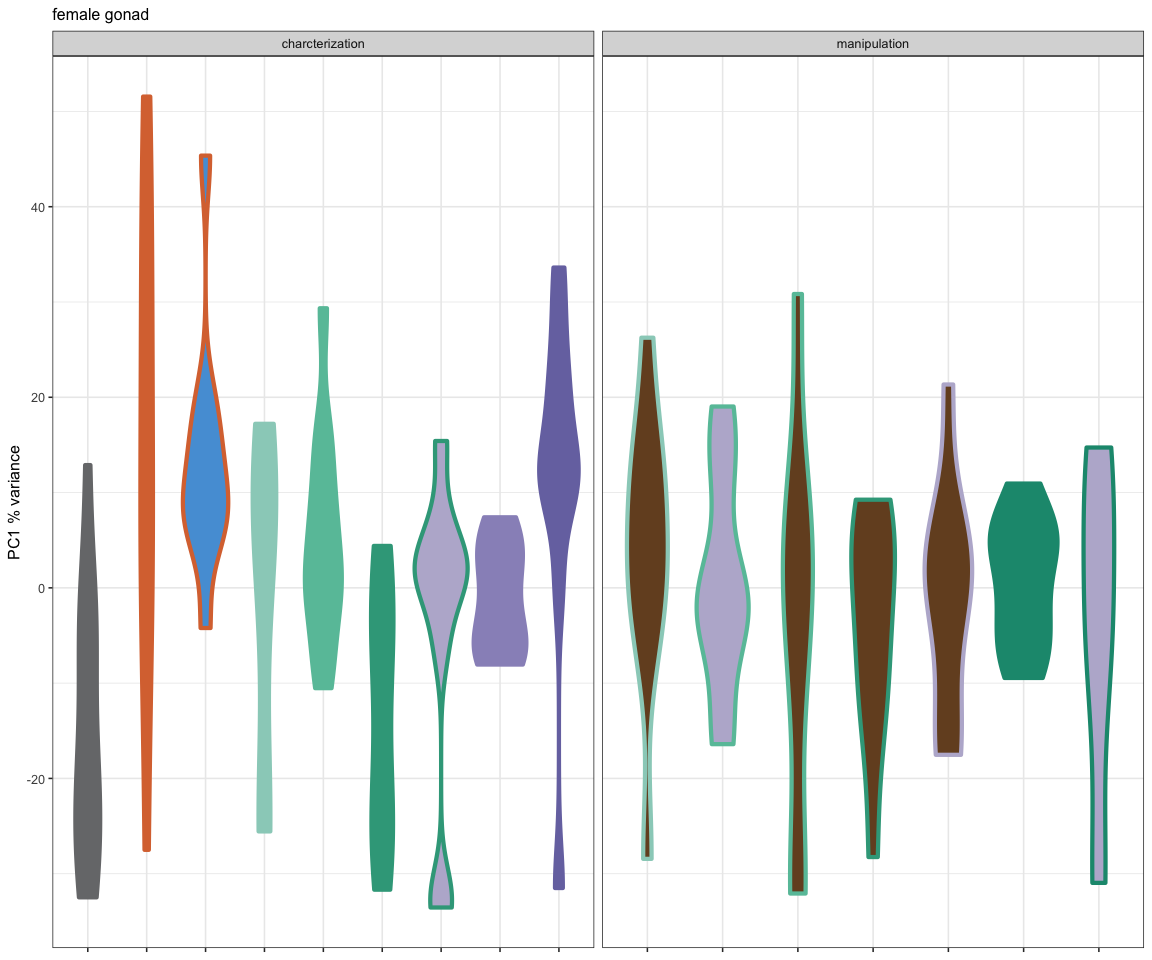 female gonad
charcterization
manipulation
PC1 % variance
40
20
0
-20